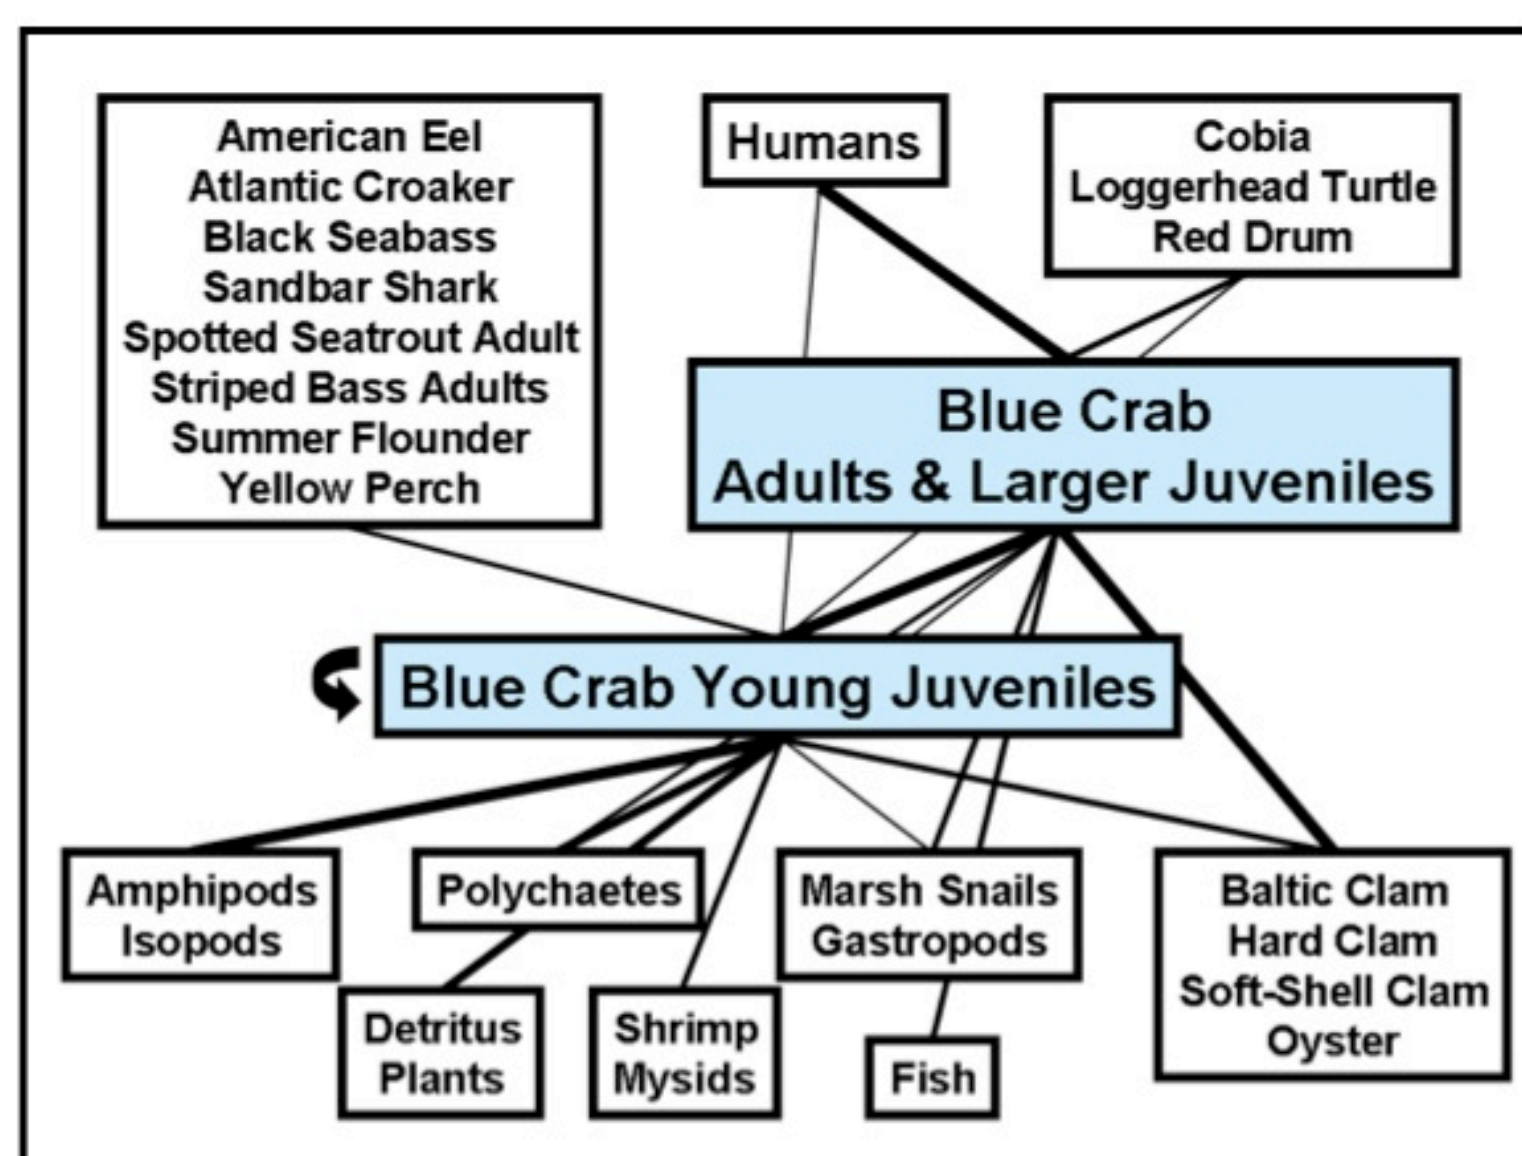 American Eel
Atlantic Croaker
Black Seabass
Sandbar Shark
Spotted Seatrout Adult
Striped Bass Adults
Summer Flounder
Yellow Perch
Humans
Cobia
Loggerhead Turtle
Red Drum
Blue Crab
Adults & Larger Juveniles
Blue Crab Young Juveniles
Amphipods
Isopods
Polychaetes
Marsh Snails
Gastropods
Baltic Clam
Hard Clam
Soft-Shell Clam
Oyster
Detritus
Plants
Shrimp
Mysids
Fish